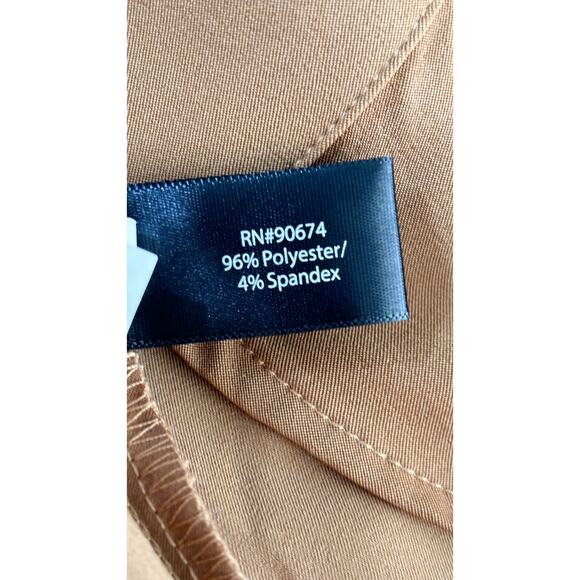 RN#90674
96% Polyester/
4% Spandex